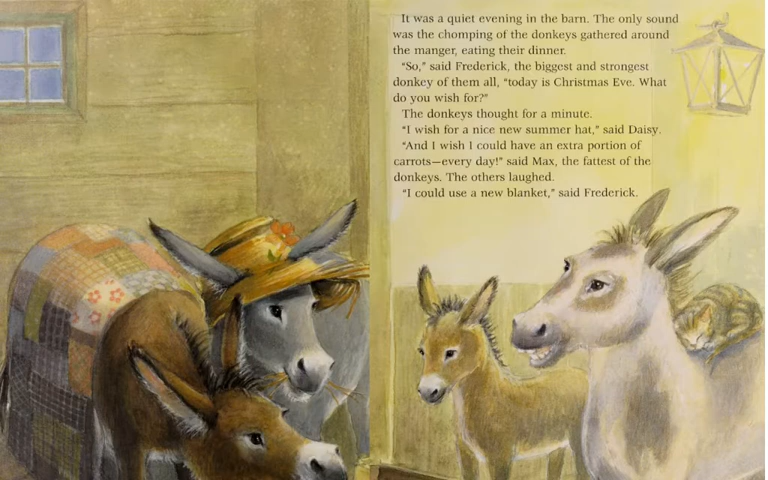 It was a quiet evening in the barn. The only sound
was the chomping of the donkeys gathered around
the manger, eating their dinner.
“So,” said Frederick, the biggest and strongest
donkey of them all, “today is Christmas Eve. What
do you wish for?”
The donkeys thought for a minute.
“I wish for a nice new summer hat,” said Daisy.
“And I wish I could have an extra portion of
carrots—every day!” said Max, the fattest of the
donkeys. The others laughed.
“I could use a new blanket,” said Frederick.